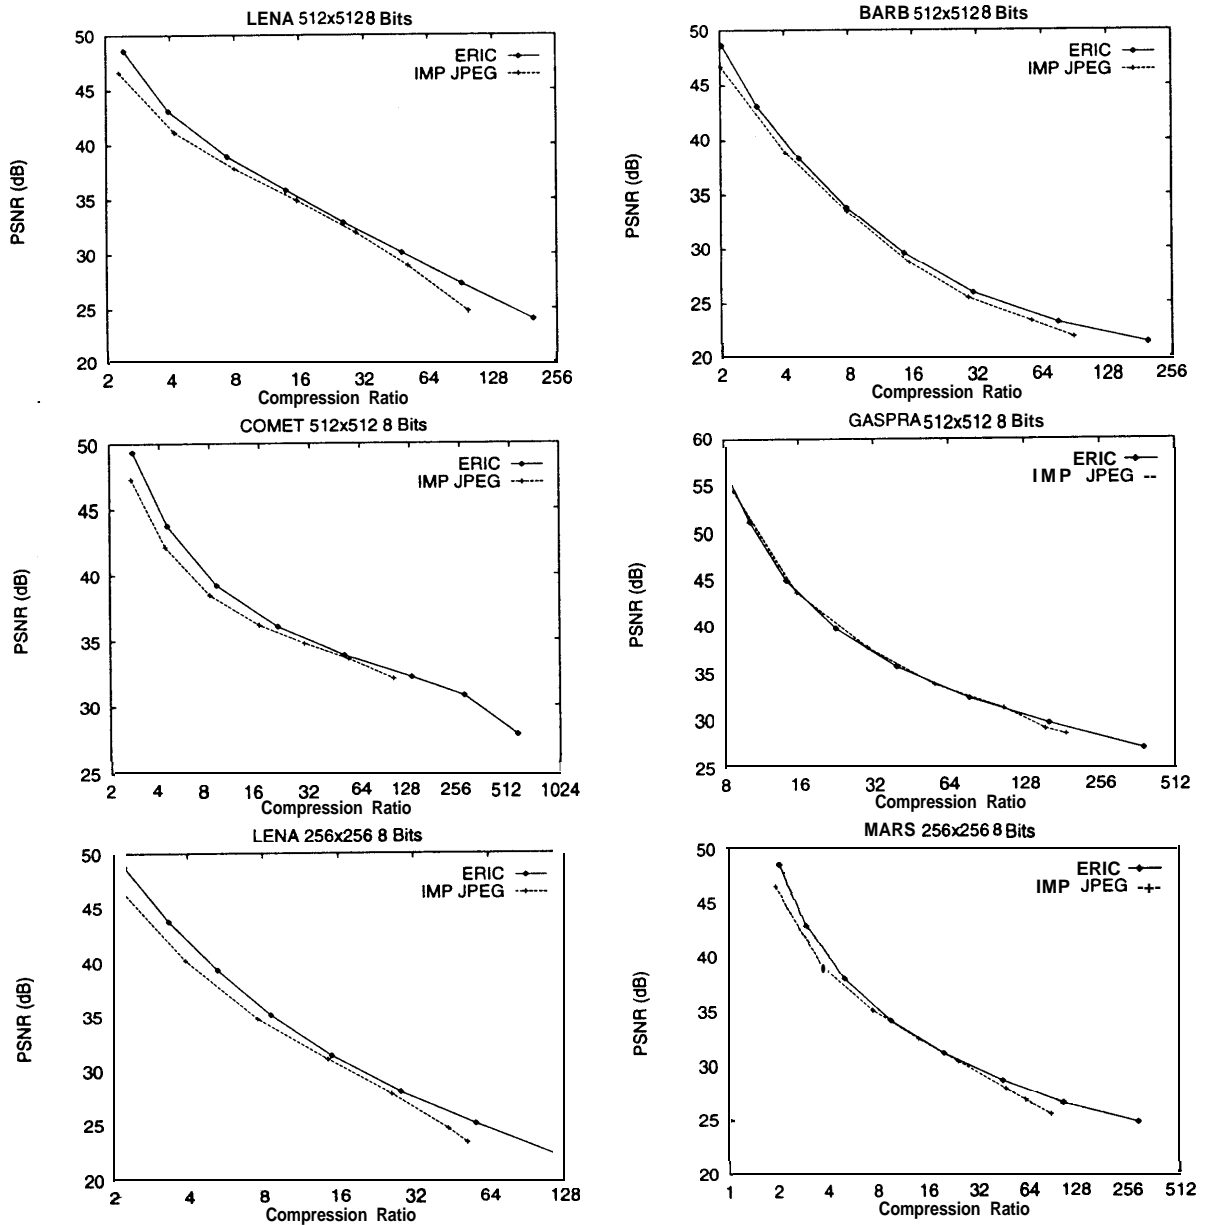 LENA 512x5128 Bits
50
45
40
35
30
25
20
PSNR (dB)
ERIC
IMP JPEG
2 4 8 16 32 64 128 256
Compression Ratio
BARB 512x5128 Bits
50
45
40
35
30
25
20
PSNR (dB)
ERIC
IMP JPEG
2 4 8 16 32 64 128 256
Compression Ratio
COMET 512x512 8 Bits
50
45
40
35
30
25
PSNR (dB)
ERIC
IMP JPEG
2 4 8 16 32 64 128 256 512 1024
Compression Ratio
GASPRA 512x512 8 Bits
60
55
50
45
40
35
30
25
PSNR (dB)
ERIC
IMP JPEG
8 16 32 64 128 256 512
Compression Ratio
LENA 256x256 8 Bits
50
45
40
35
30
25
20
PSNR (dB)
ERIC
IMP JPEG
2 4 8 16 32 64 128
Compression Ratio
MARS 256x256 8 Bits
50
45
40
35
30
25
20
PSNR (dB)
ERIC
IMP JPEG
1 2 4 8 16 32 64 128 256 512
Compression Ratio